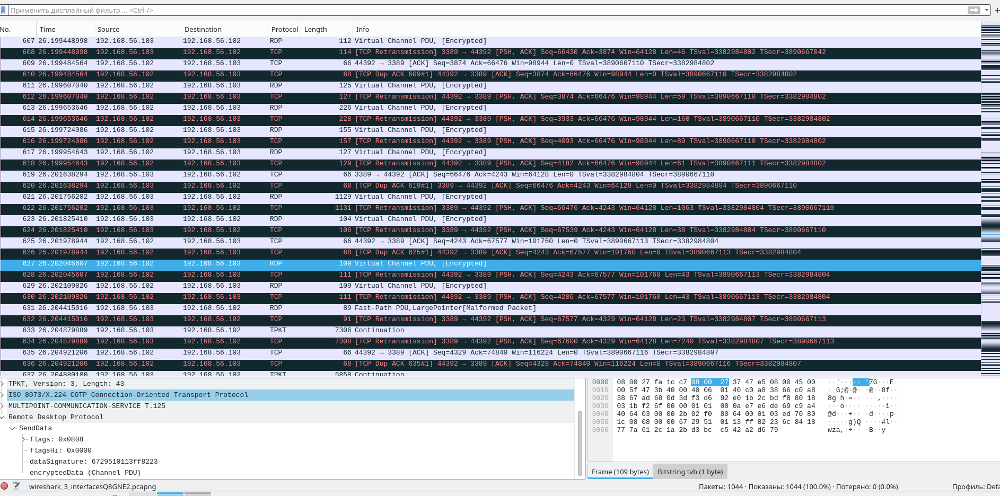 Применить дисплейный фильтр ... <Ctrl-/>
No. Time Source Destination Protocol Length Info
607 26.199448998 192.168.56.103 192.168.56.102 RDP 112 Virtual Channel PDU, [Encrypted]
608 26.199448998 192.168.56.103 192.168.56.102 TCP 114 [TCP Retransmission] 3389 → 44392 [PSH, ACK] Seq=66430 Ack=3874 Win=64128 Len=46 TSval=3382984802 TSecr=3890667042
609 26.199484564 192.168.56.102 192.168.56.103 TCP 66 44392 → 3389 [ACK] Seq=3874 Ack=66476 Win=98944 Len=0 TSval=3890667110 TSecr=3382984802
610 26.199484564 192.168.56.102 192.168.56.103 TCP 68 [TCP Dup ACK 609#1] 44392 → 3389 [ACK] Seq=3874 Ack=66476 Win=98944 Len=0 TSval=3890667110 TSecr=3382984802
611 26.199607040 192.168.56.102 192.168.56.103 RDP 125 Virtual Channel PDU, [Encrypted]
612 26.199607040 192.168.56.102 192.168.56.103 TCP 127 [TCP Retransmission] 44392 → 3389 [PSH, ACK] Seq=3874 Ack=66476 Win=98944 Len=59 TSval=3890667110 TSecr=3382984802
613 26.199653646 192.168.56.102 192.168.56.103 RDP 226 Virtual Channel PDU, [Encrypted]
614 26.199653646 192.168.56.102 192.168.56.103 TCP 228 [TCP Retransmission] 44392 → 3389 [PSH, ACK] Seq=3933 Ack=66476 Win=98944 Len=160 TSval=3890667110 TSecr=3382984802
615 26.199724086 192.168.56.102 192.168.56.103 RDP 155 Virtual Channel PDU, [Encrypted]
616 26.199724086 192.168.56.102 192.168.56.103 TCP 157 [TCP Retransmission] 44392 → 3389 [PSH, ACK] Seq=4093 Ack=66476 Win=98944 Len=89 TSval=3890667110 TSecr=3382984802
617 26.199954643 192.168.56.102 192.168.56.103 RDP 127 Virtual Channel PDU, [Encrypted]
618 26.199954643 192.168.56.102 192.168.56.103 TCP 129 [TCP Retransmission] 44392 → 3389 [PSH, ACK] Seq=4182 Ack=66476 Win=98944 Len=61 TSval=3890667111 TSecr=3382984802
619 26.201638294 192.168.56.103 192.168.56.102 TCP 66 3389 → 44392 [ACK] Seq=66476 Ack=4243 Win=64128 Len=0 TSval=3382984804 TSecr=3890667110
620 26.201638294 192.168.56.103 192.168.56.102 TCP 68 [TCP Dup ACK 619#1] 3389 → 44392 [ACK] Seq=66476 Ack=4243 Win=64128 Len=0 TSval=3382984804 TSecr=3890667110
621 26.201756202 192.168.56.103 192.168.56.102 RDP 1129 Virtual Channel PDU, [Encrypted]
622 26.201756202 192.168.56.103 192.168.56.102 TCP 1131 [TCP Retransmission] 3389 → 44392 [PSH, ACK] Seq=66476 Ack=4243 Win=64128 Len=1063 TSval=3382984804 TSecr=3890667110
623 26.201825410 192.168.56.103 192.168.56.102 RDP 104 Virtual Channel PDU, [Encrypted]
624 26.201825410 192.168.56.103 192.168.56.102 TCP 106 [TCP Retransmission] 3389 → 44392 [PSH, ACK] Seq=67539 Ack=4243 Win=64128 Len=38 TSval=3382984804 TSecr=3890667110
625 26.201978944 192.168.56.102 192.168.56.103 TCP 66 44392 → 3389 [ACK] Seq=4243 Ack=67577 Win=101760 Len=0 TSval=3890667113 TSecr=3382984804
626 26.201978944 192.168.56.102 192.168.56.103 TCP 68 [TCP Dup ACK 625#1] 44392 → 3389 [ACK] Seq=4243 Ack=67577 Win=101760 Len=0 TSval=3890667113 TSecr=3382984804
627 26.202045607 192.168.56.102 192.168.56.103 RDP 109 Virtual Channel PDU, [Encrypted]
628 26.202045607 192.168.56.102 192.168.56.103 TCP 111 [TCP Retransmission] 44392 → 3389 [PSH, ACK] Seq=4243 Ack=67577 Win=101760 Len=43 TSval=3890667113 TSecr=3382984804
629 26.202109826 192.168.56.102 192.168.56.103 RDP 109 Virtual Channel PDU, [Encrypted]
630 26.202109826 192.168.56.102 192.168.56.103 TCP 111 [TCP Retransmission] 44392 → 3389 [PSH, ACK] Seq=4286 Ack=67577 Win=101760 Len=43 TSval=3890667113 TSecr=3382984804
631 26.204415016 192.168.56.103 192.168.56.102 RDP 89 Fast-Path PDU,LargePointer[Malformed Packet]
632 26.204415016 192.168.56.103 192.168.56.102 TCP 91 [TCP Retransmission] 3389 → 44392 [PSH, ACK] Seq=67577 Ack=4329 Win=64128 Len=23 TSval=3382984807 TSecr=3890667113
633 26.204879889 192.168.56.103 192.168.56.102 TPKT 7306 Continuation
634 26.204879889 192.168.56.103 192.168.56.102 TCP 7308 [TCP Retransmission] 3389 → 44392 [PSH, ACK] Seq=67600 Ack=4329 Win=64128 Len=7240 TSval=3382984807 TSecr=3890667113
635 26.204921206 192.168.56.102 192.168.56.103 TCP 66 44392 → 3389 [ACK] Seq=4329 Ack=74840 Win=116224 Len=0 TSval=3890667116 TSecr=3382984807
636 26.204921206 192.168.56.102 192.168.56.103 TCP 68 [TCP Dup ACK 635#1] 44392 → 3389 [ACK] Seq=4329 Ack=74840 Win=116224 Len=0 TSval=3890667116 TSecr=3382984807
637 26.204880180 192.168.56.103 192.168.56.102 TPKT 5858 Continuation
TPKT, Version: 3, Length: 43
ISO 8073/X.224 COTP Connection-Oriented Transport Protocol
MULTIPOINT-COMMUNICATION-SERVICE T.125
Remote Desktop Protocol
SendData
flags: 0x0808
flagsHi: 0x0000
dataSignature: 6729510113ff8223
encryptedData (Channel PDU)
0000 08 00 27 fa 1c c7 08 00 27 37 47 e5 08 00 45 00 ··'··· ·· '7G···E·
0010 00 5f 47 3b 40 00 40 06 01 40 c0 a8 38 66 c0 a8 ·_G;@·@· ·@··8f··
0020 38 67 ad 68 0d 3d f3 d6 92 e0 1b 2c bd f8 80 18 8g·h·=·· ···,····
0030 03 1b f2 6f 00 00 01 01 08 0a e7 e6 de 69 c9 a4 ···o···· ·····i··
0040 40 64 03 00 00 2b 02 f0 80 64 00 01 03 ed 70 80 @d···+·· ·d····p·
0050 1c 08 08 00 00 67 29 51 01 13 ff 82 23 6c 84 18 ·····g)Q ····#l··
0060 77 7a 61 2c 1a 2b d3 bc c5 42 a2 d6 79 wza,·+·· ·B··y
Frame (109 bytes) Bitstring tvb (1 byte)
wireshark_3_interfacesQ8GNE2.pcapng Пакеты: 1044 · Показаны: 1044 (100.0%) · Потеряно: 0 (0.0%) Профиль: Defa